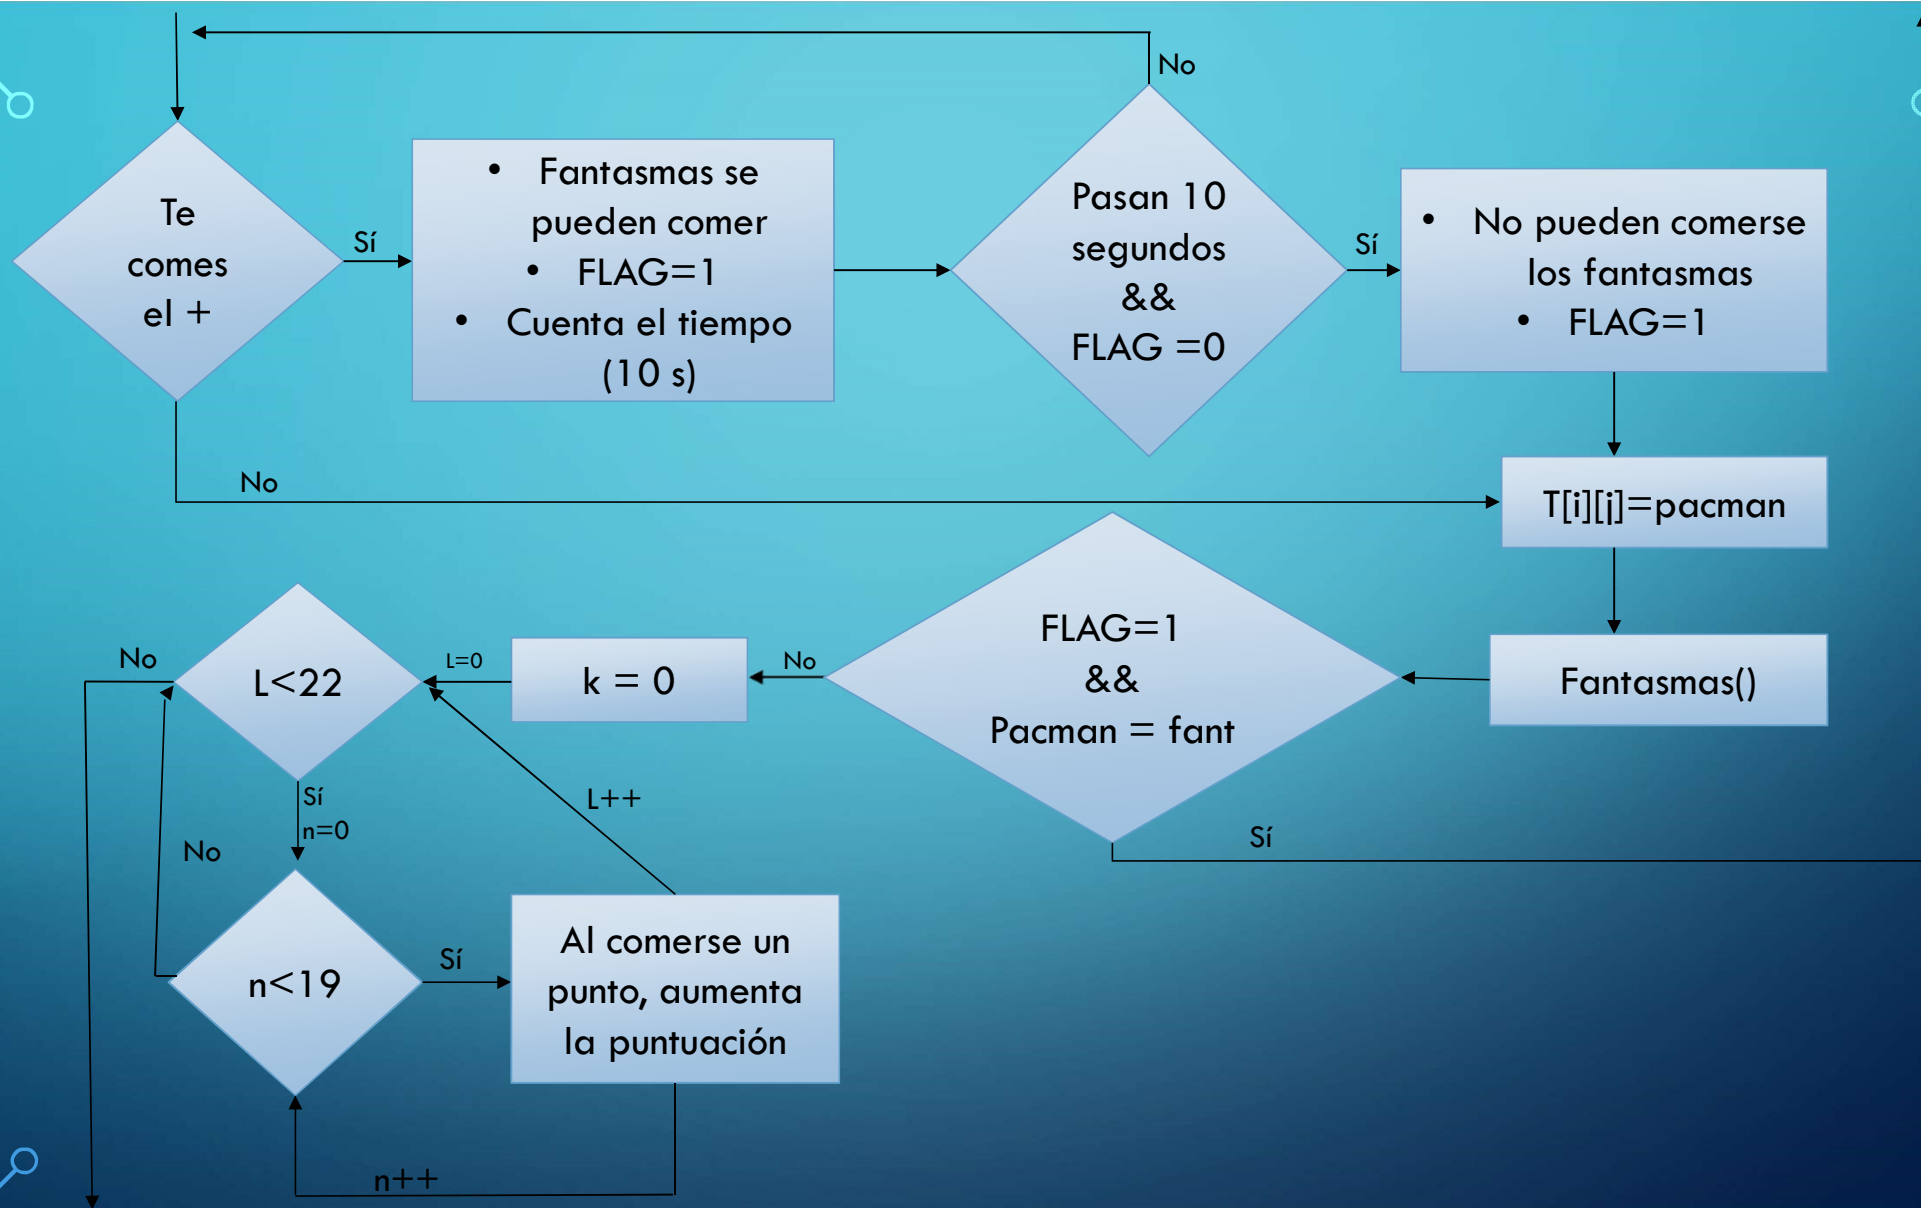 No
Te
comes
el +
Sí
• Fantasmas se
pueden comer
• FLAG=1
• Cuenta el tiempo
(10 s)
Pasan 10
segundos
&&
FLAG =0
Sí
• No pueden comerse
los fantasmas
• FLAG=1
No
T[i][j]=pacman
FLAG=1
&&
Pacman = fant
Fantasmas()
No
k = 0
L=0
L<22
No
Sí
n=0
No
L++
Sí
n<19
Sí
Al comerse un
punto, aumenta
la puntuación
n++